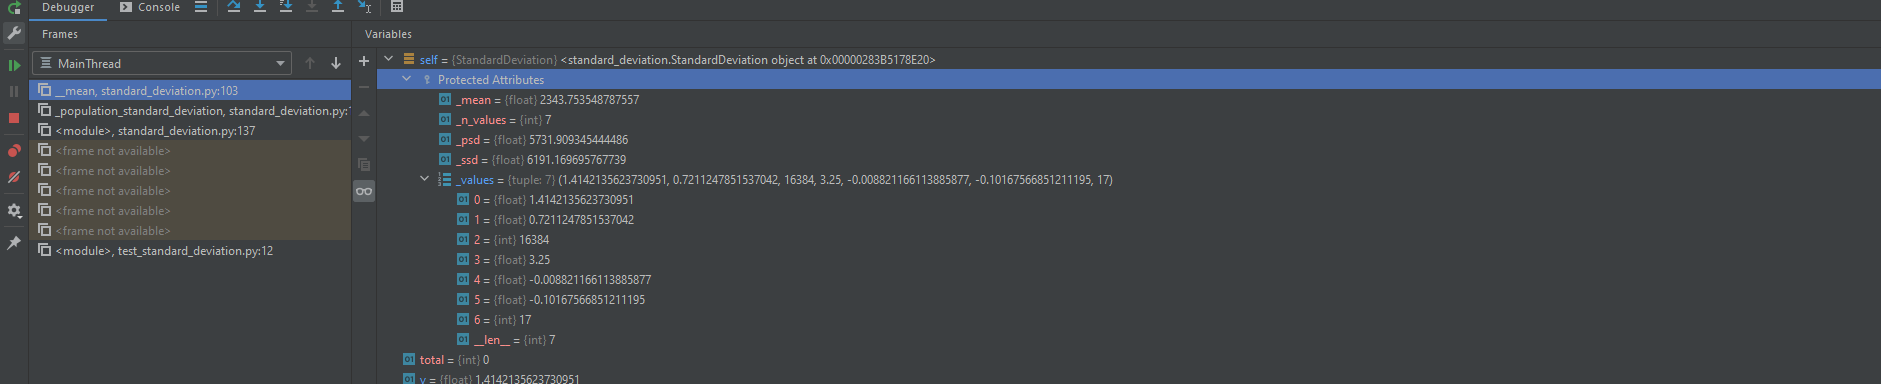 Debugger Console
Frames
Variables
MainThread
__mean, standard_deviation.py:103
_population_standard_deviation, standard_deviation.py:
<module>, standard_deviation.py:137
<frame not available>
<frame not available>
<frame not available>
<frame not available>
<frame not available>
<module>, test_standard_deviation.py:12
self = {StandardDeviation} <standard_deviation.StandardDeviation object at 0x00000283B5178E20>
Protected Attributes
_mean = {float} 2343.753548787557
_n_values = {int} 7
_psd = {float} 5731.909345444486
_ssd = {float} 6191.169695767739
_values = {tuple: 7} (1.4142135623730951, 0.7211247851537042, 16384, 3.25, -0.008821166113885877, -0.10167566851211195, 17)
0 = {float} 1.4142135623730951
1 = {float} 0.7211247851537042
2 = {int} 16384
3 = {float} 3.25
4 = {float} -0.008821166113885877
5 = {float} -0.10167566851211195
6 = {int} 17
__len__ = {int} 7
total = {int} 0
v = {float} 1.4142135623730951